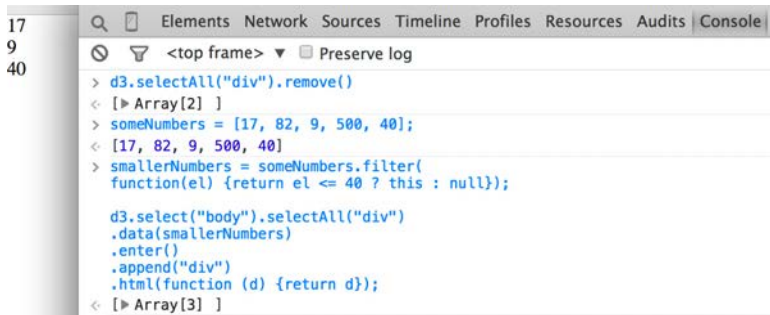 17
9
40
Elements Network Sources Timeline Profiles Resources Audits Console
<top frame> ▼ Preserve log
> d3.selectAll("div").remove()
[▶Array[2] ]
> someNumbers = [17, 82, 9, 500, 40];
[17, 82, 9, 500, 40]
> smallerNumbers = someNumbers.filter(
function(el) {return el <= 40 ? this : null});
d3.select("body").selectAll("div")
.data(smallerNumbers)
.enter()
.append("div")
.html(function (d) {return d});
[▶Array[3] ]